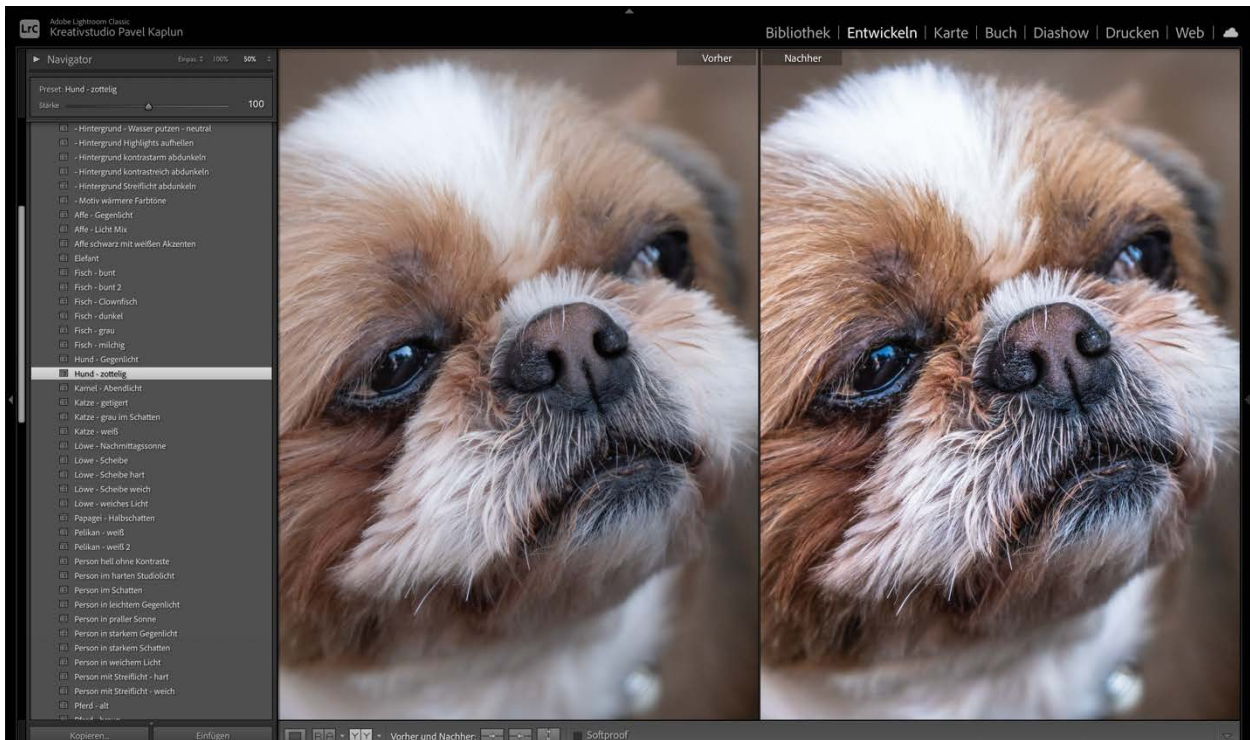 LrC
Adobe Lightroom Classic
Kreativstudio Pavel Kaplun
Bibliothek | Entwickeln | Karte | Buch | Diashow | Drucken | Web
Navigator
Einpas. 100% 50%
Preset: Hund - zottelig
Stärke 100
- Hintergrund - Wasser putzen - neutral
- Hintergrund Highlights aufhellen
- Hintergrund kontrastarm abdunkeln
- Hintergrund kontrastreich abdunkeln
- Hintergrund Streiflicht abdunkeln
- Motiv wärmere Farbtöne
Affe - Gegenlicht
Affe - Licht Mix
Affe schwarz mit weißen Akzenten
Elefant
Fisch - bunt
Fisch - bunt 2
Fisch - Clownfisch
Fisch - dunkel
Fisch - grau
Fisch - milchig
Hund - Gegenlicht
Hund - zottelig
Kamel - Abendlicht
Katze - getigert
Katze - grau im Schatten
Katze - weiß
Löwe - Nachmittagssonne
Löwe - Scheibe
Löwe - Scheibe hart
Löwe - Scheibe weich
Löwe - weiches Licht
Papagei - Halbschatten
Pelikan - weiß
Pelikan - weiß 2
Person hell ohne Kontraste
Person im harten Studiolicht
Person im Schatten
Person in leichtem Gegenlicht
Person in praller Sonne
Person in starkem Gegenlicht
Person in starkem Schatten
Person in weichem Licht
Person mit Streiflicht - hart
Person mit Streiflicht - weich
Pferd - alt
Kopieren... Einfügen
Vorher
Nachher
YY
Vorher und Nachher:
Softproof